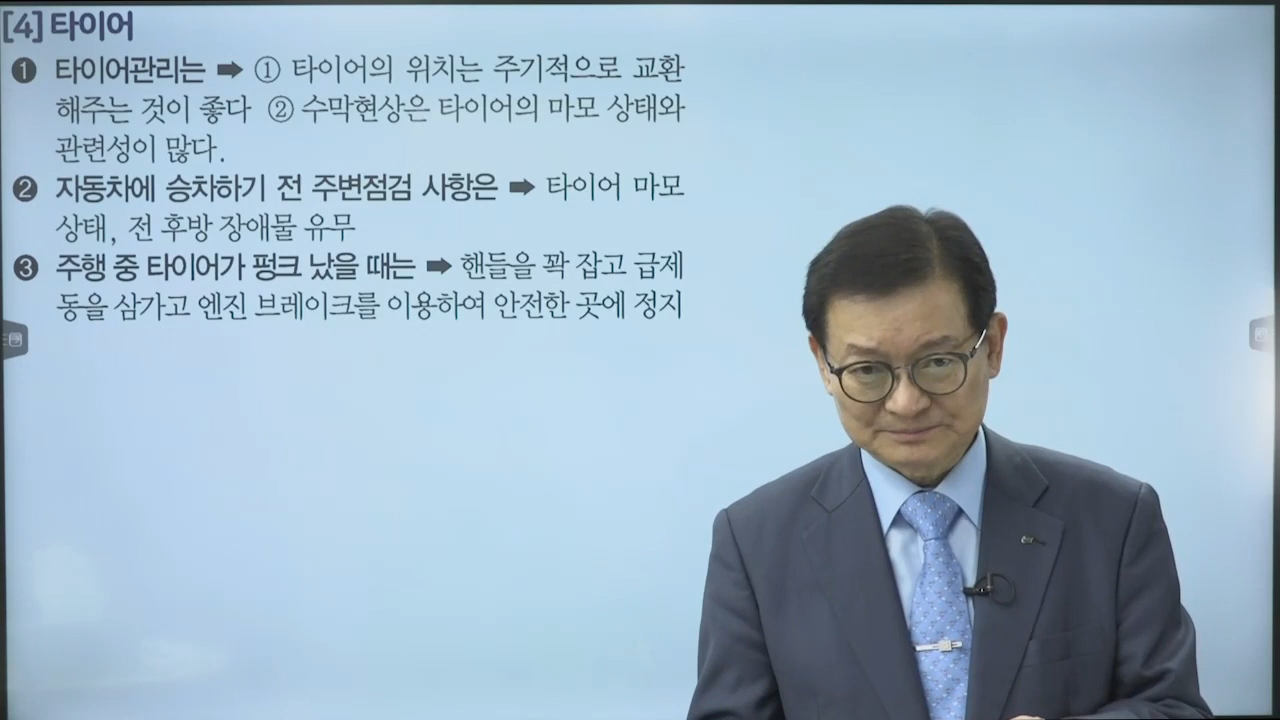 [4] 타이어
❶ 타이어관리는 ➡ ① 타이어의 위치는 주기적으로 교환
해주는 것이 좋다 ② 수막현상은 타이어의 마모 상태와
관련성이 많다.
❷ 자동차에 승차하기 전 주변점검 사항은 ➡ 타이어 마모
상태, 전 후방 장애물 유무
❸ 주행 중 타이어가 펑크 났을 때는 ➡ 핸들을 꽉 잡고 급제
동을 삼가고 엔진 브레이크를 이용하여 안전한 곳에 정지